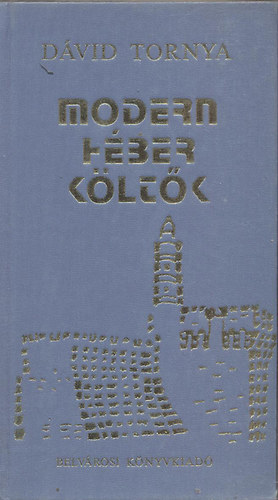 DÁVID TORNYA
MODERN
HÉBER
KÖLTŐK
BELVÁROSI KÖNYVKIADÓ